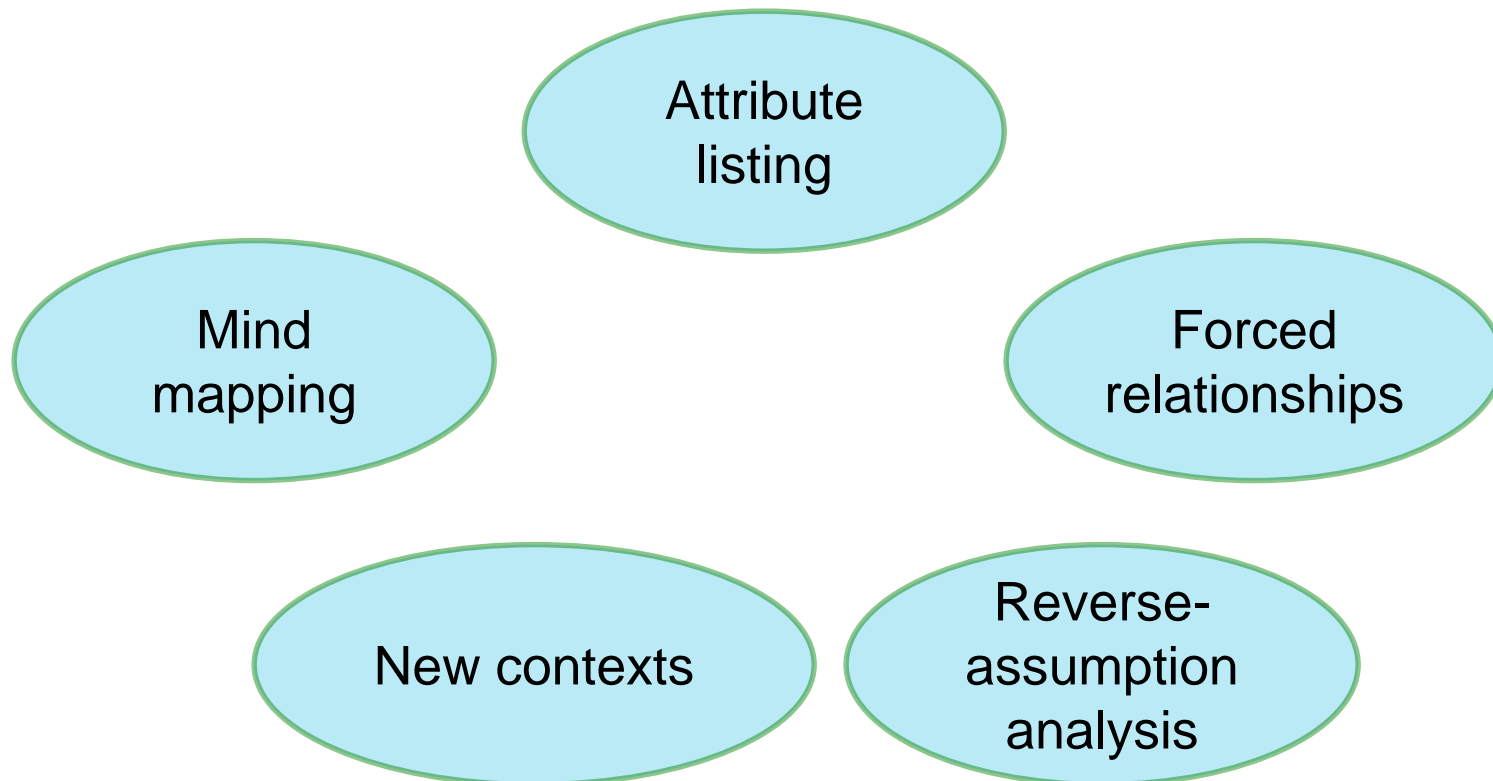 Attribute
listing
Mind
mapping
Forced
relationships
New contexts
Reverse-
assumption
analysis